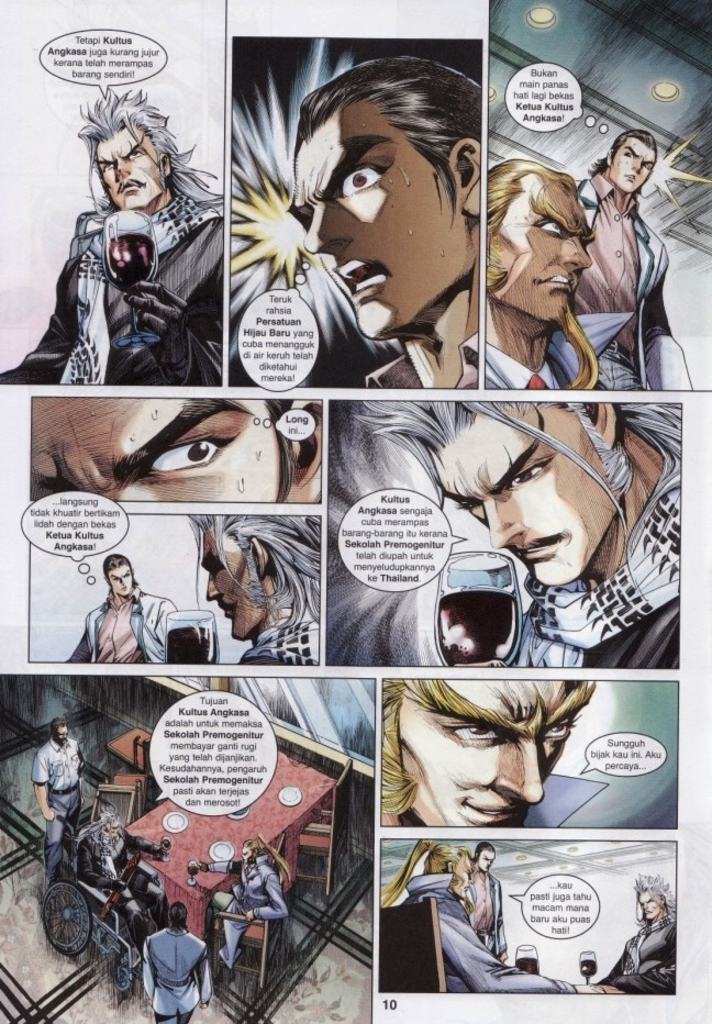 Tetapi Kultus
Angkasa juga kurang jujur
kerana telah merampas
barang sendiri!
Teruk
rahsia
Persatuan
Hijau Baru yang
cuba menangguk
di air keruh telah
diketahui
mereka!
Bukan
main panas
hati lagi bekas
Ketua Kultus
Angkasa!
Long
ini...
...langsung
tidak khuatir bertikam
lidah dengan bekas
Ketua Kultus
Angkasa!
Kultus
Angkasa sengaja
cuba merampas
barang-barang itu kerana
Sekolah Premogenitur
telah diupah untuk
menyeludupkannya
ke Thailand.
Tujuan
Kultus Angkasa
adalah untuk memaksa
Sekolah Premogenitur
membayar ganti rugi
yang telah dijanjikan.
Kesudahannya, pengaruh
Sekolah Premogenitur
pasti akan terjejas
dan merosot!
Sungguh
bijak kau ini. Aku
percaya...
...kau
pasti juga tahu
macam mana
baru aku puas
hati!
10